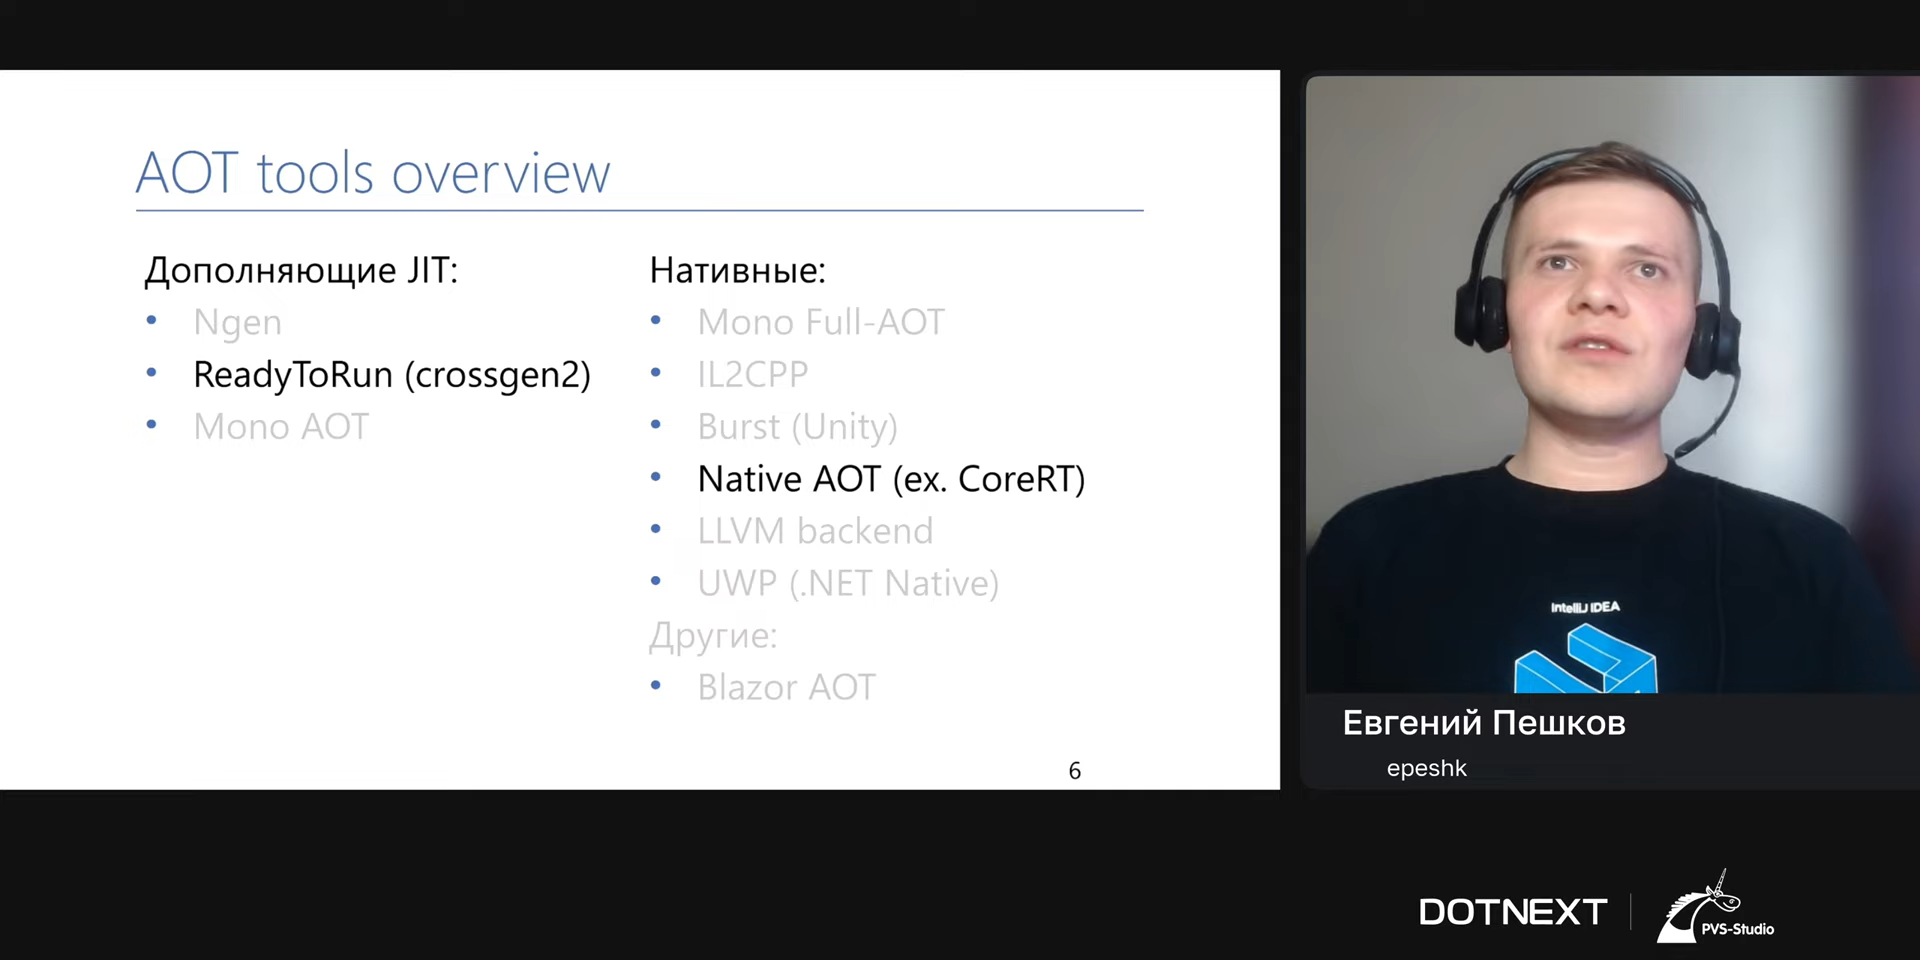 AOT tools overview
Дополняющие JIT:
• Ngen
• ReadyToRun (crossgen2)
• Mono AOT
Нативные:
• Mono Full-AOT
• IL2CPP
• Burst (Unity)
• Native AOT (ex. CoreRT)
• LLVM backend
• UWP (.NET Native)
Другие:
• Blazor AOT
6
IntelliJ IDEA
Евгений Пешков
epeshk
DOTNEXT
PVS-Studio